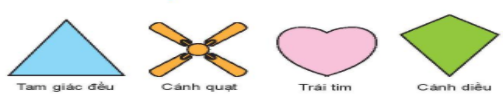 Tam giác đều Cánh quạt Trái tim Cánh diều